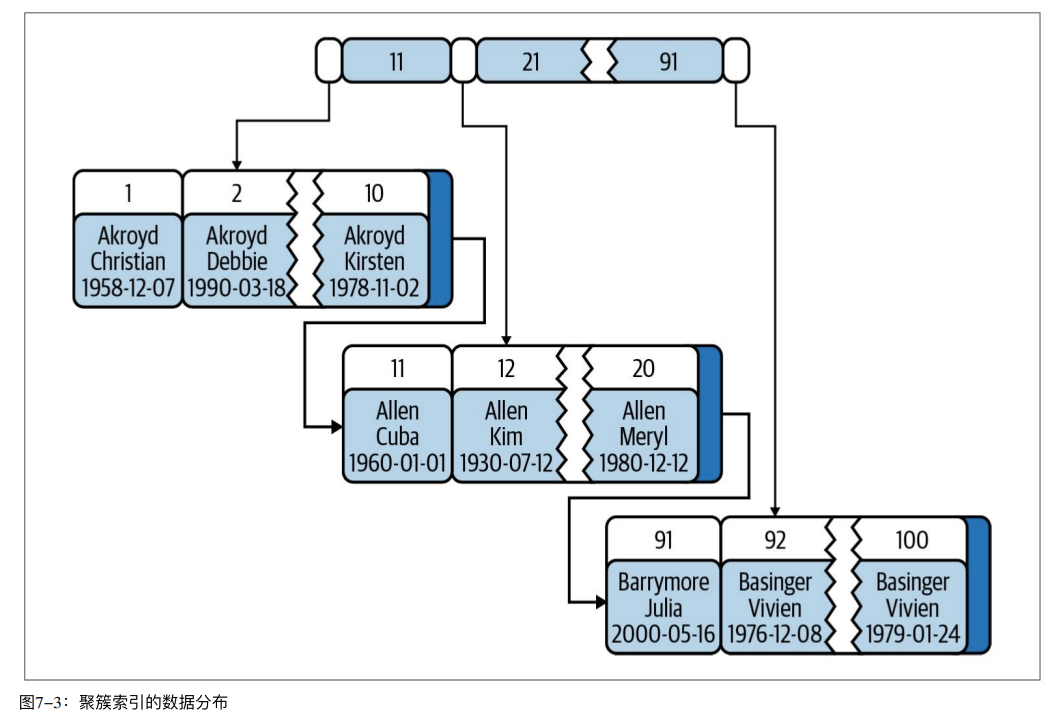 11 21 91
1 2 10
Akroyd Akroyd Akroyd
Christian Debbie Kirsten
1958-12-07 1990-03-18 1978-11-02
11 12 20
Allen Allen Allen
Cuba Kim Meryl
1960-01-01 1930-07-12 1980-12-12
91 92 100
Barrymore Basinger Basinger
Julia Vivien Vivien
2000-05-16 1976-12-08 1979-01-24
图7–3：聚簇索引的数据分布